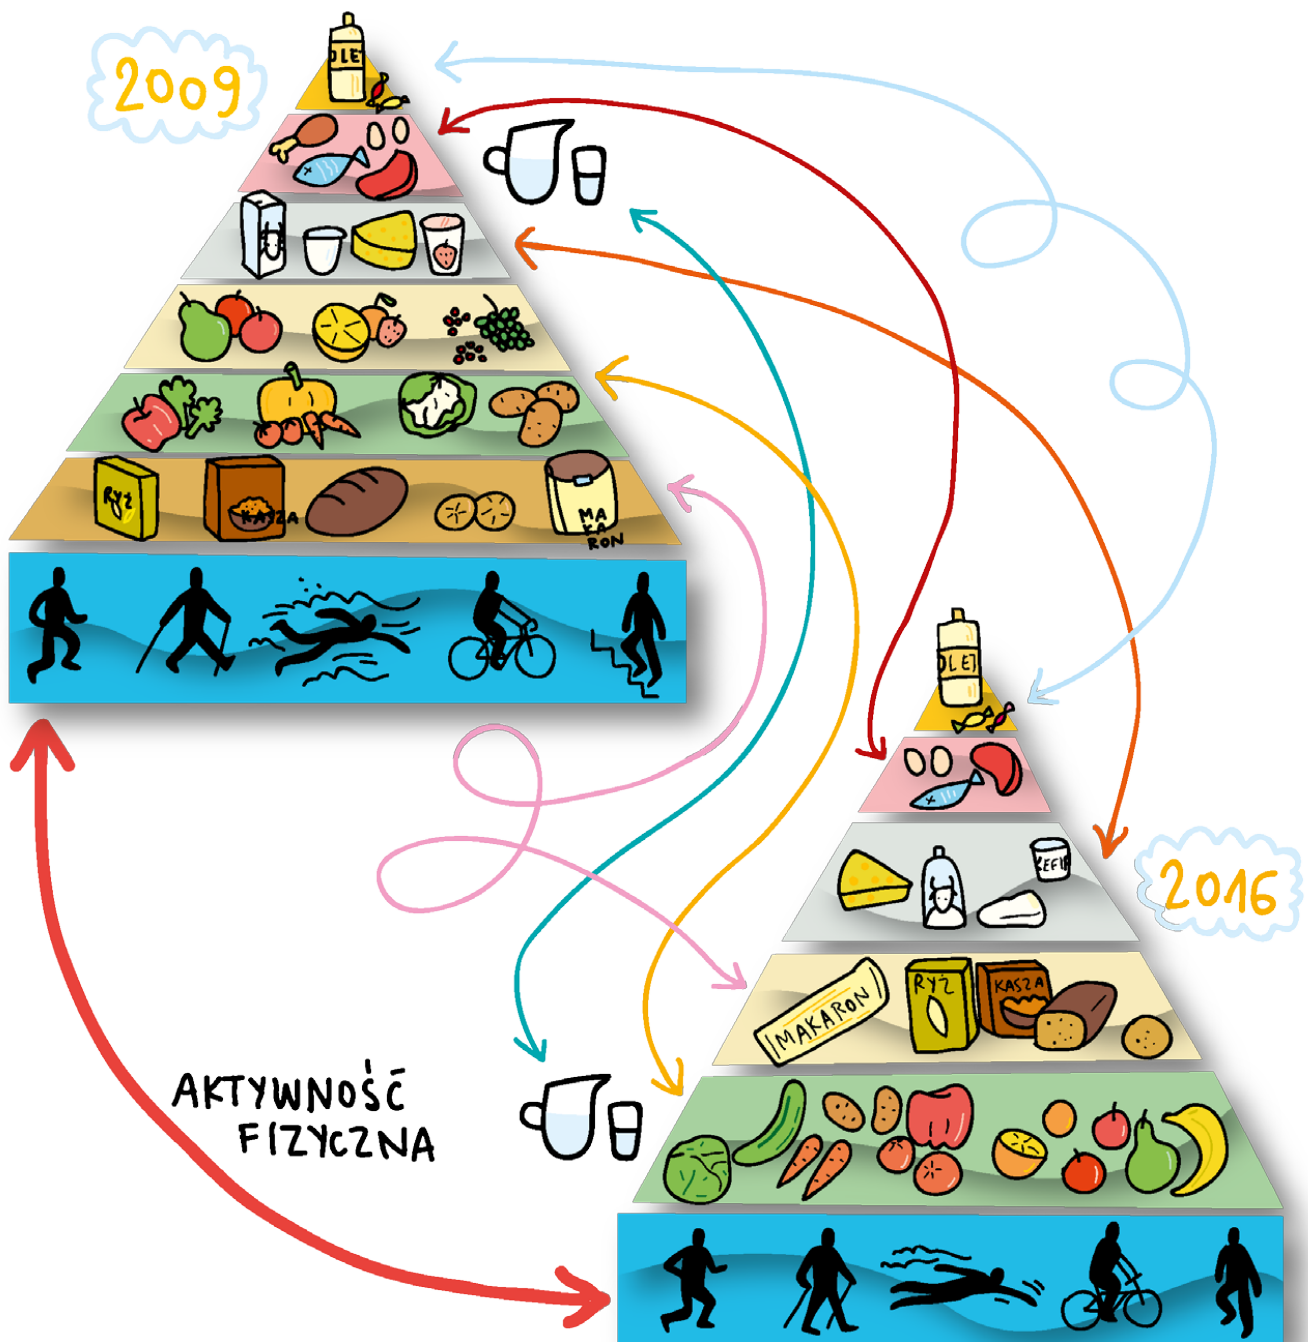 2009
OLEJ
RYŻ
KASZA
MA
KA
RON
OLEJ
2016
KEFIR
MAKARON
RYŻ
KASZA
AKTYWNOŚĆ
FIZYCZNA